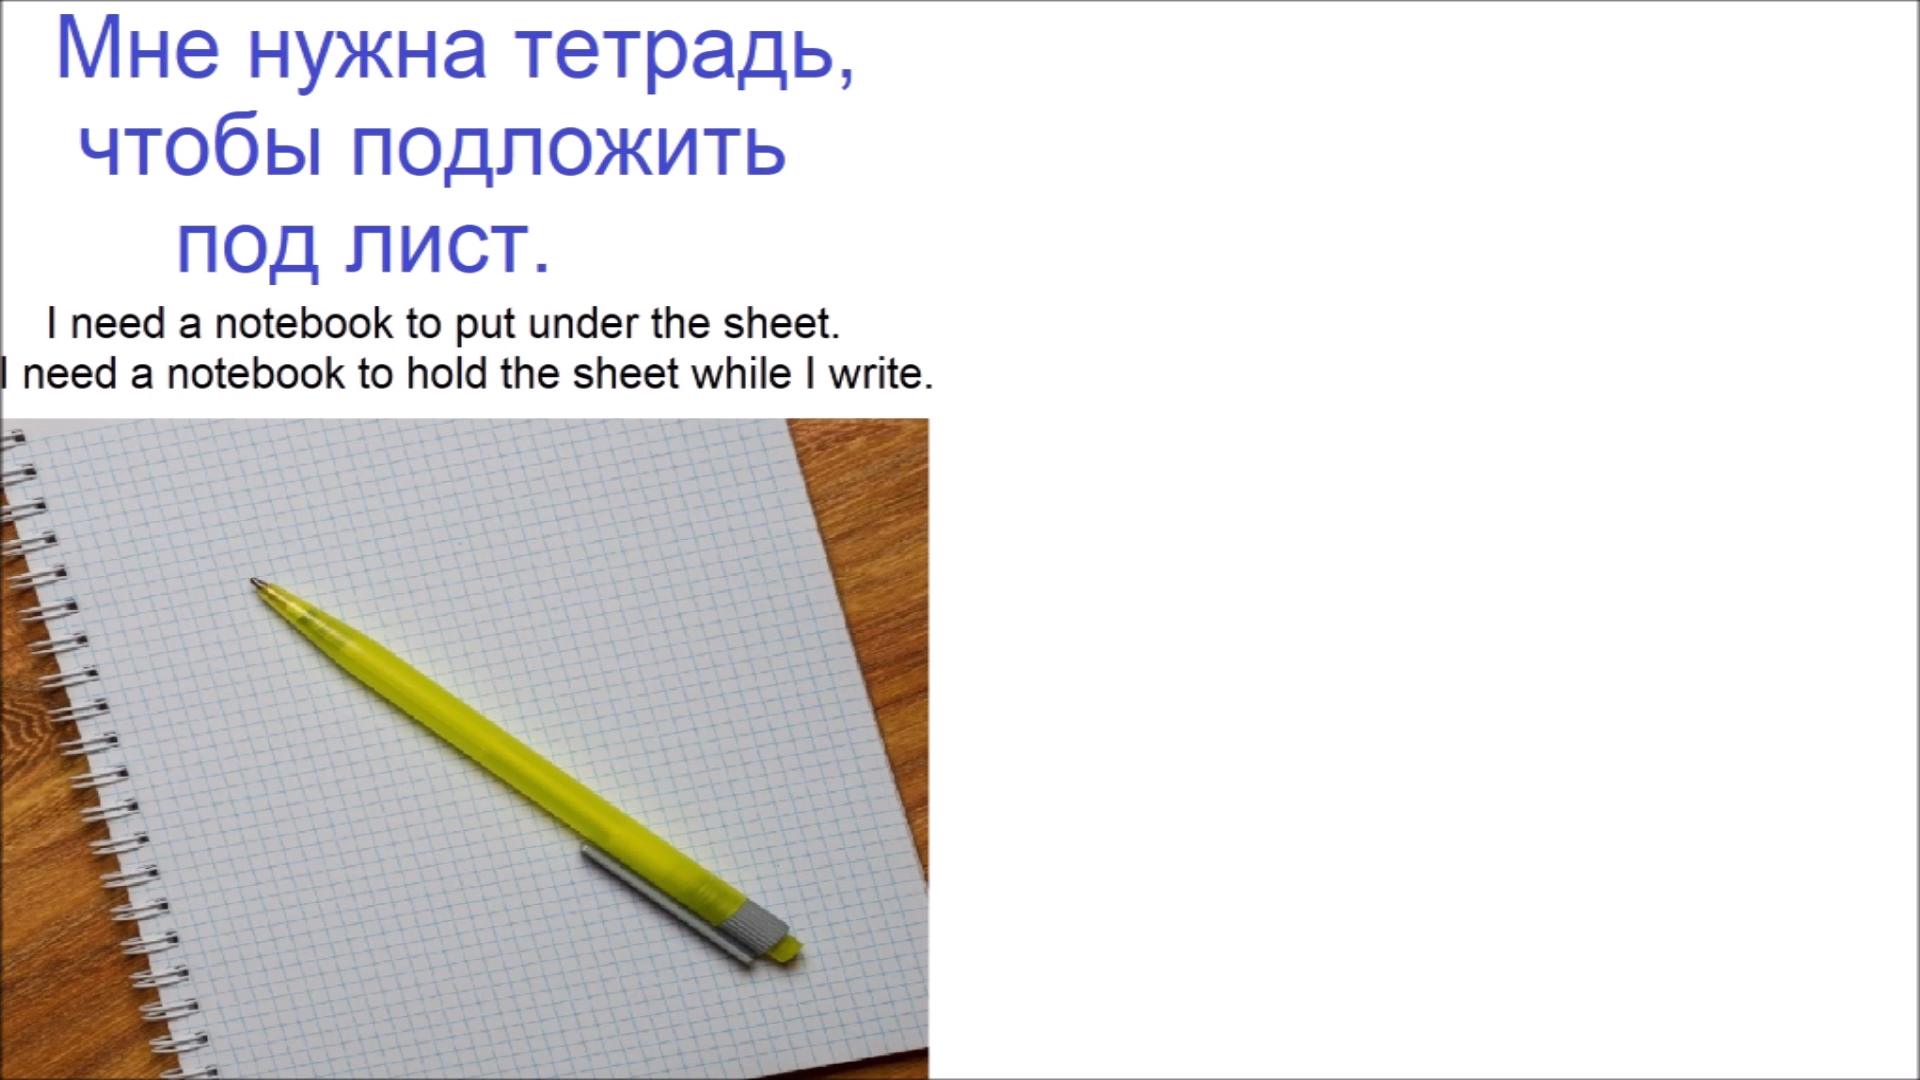 Мне нужна тетрадь,
чтобы подложить
под лист.
I need a notebook to put under the sheet.
I need a notebook to hold the sheet while I write.